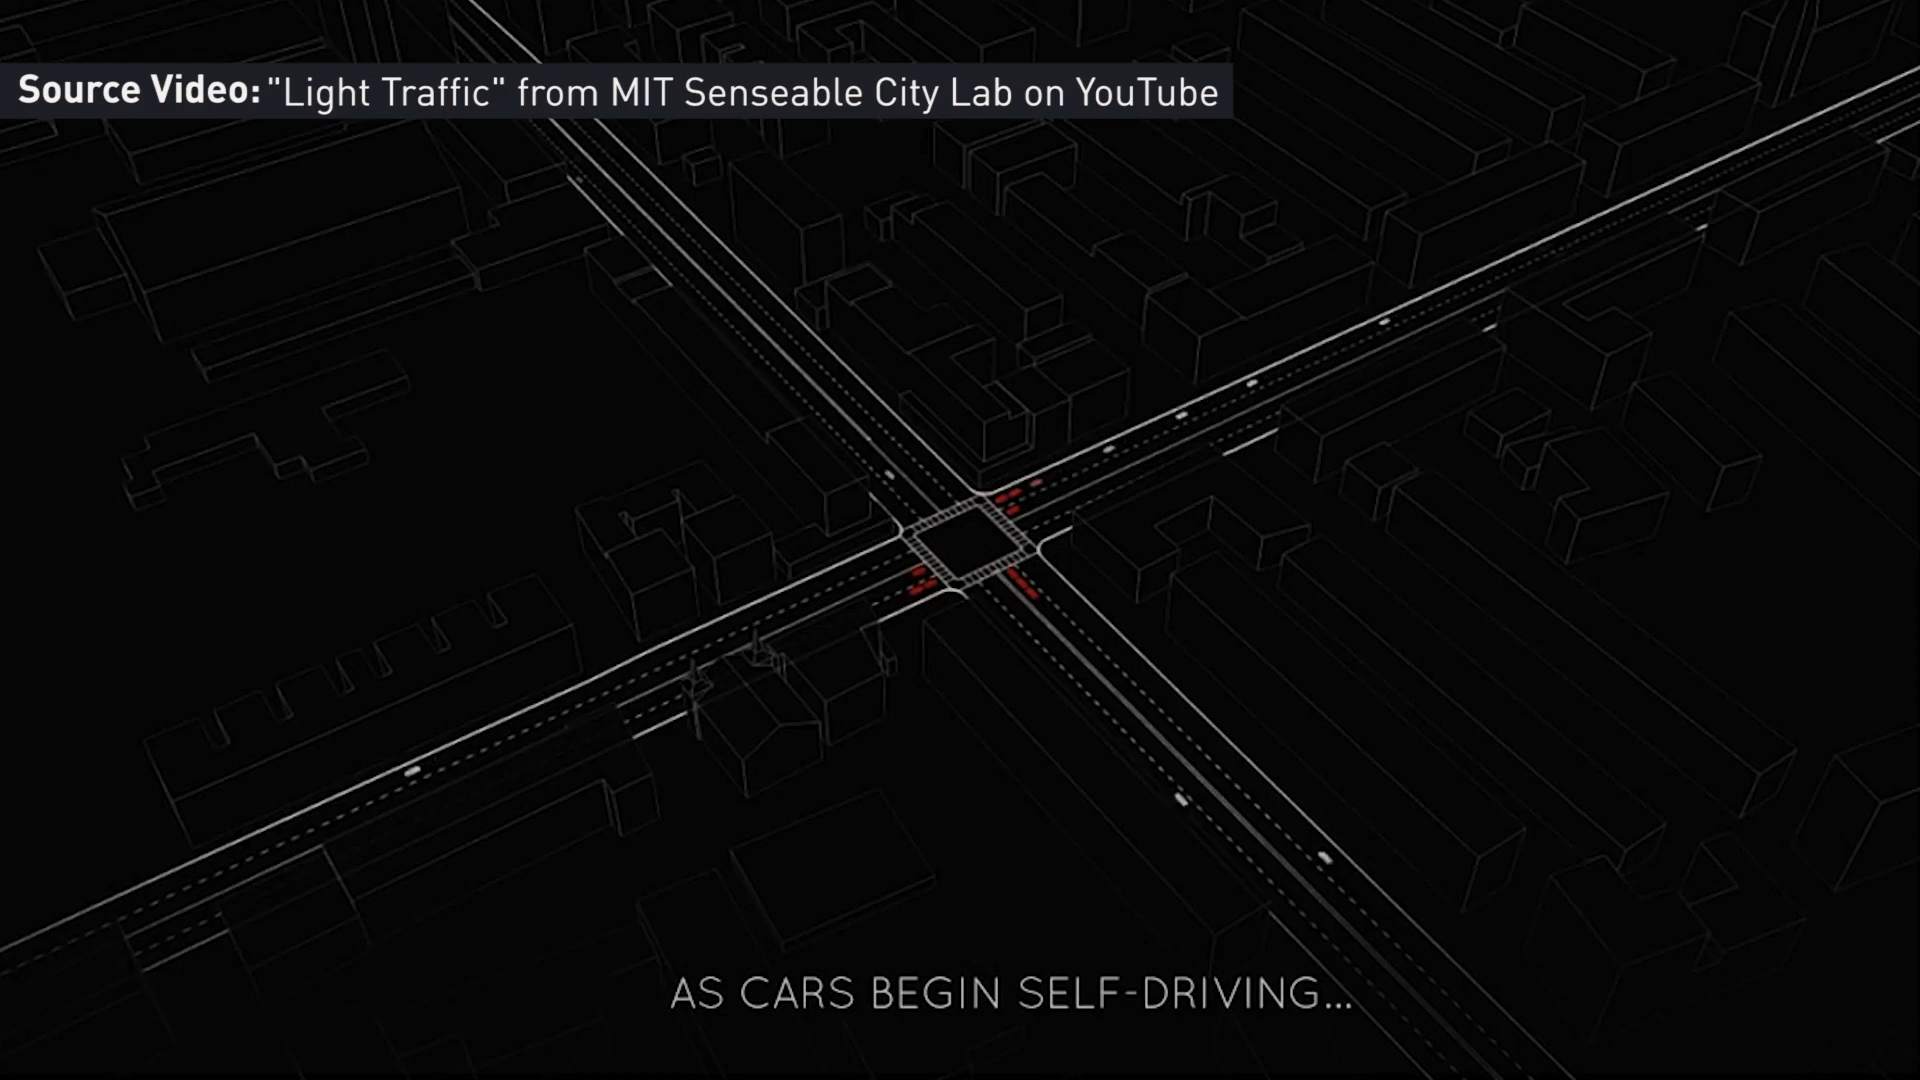 Source Video: "Light Traffic" from MIT Senseable City Lab on YouTube
AS CARS BEGIN SELF-DRIVING...